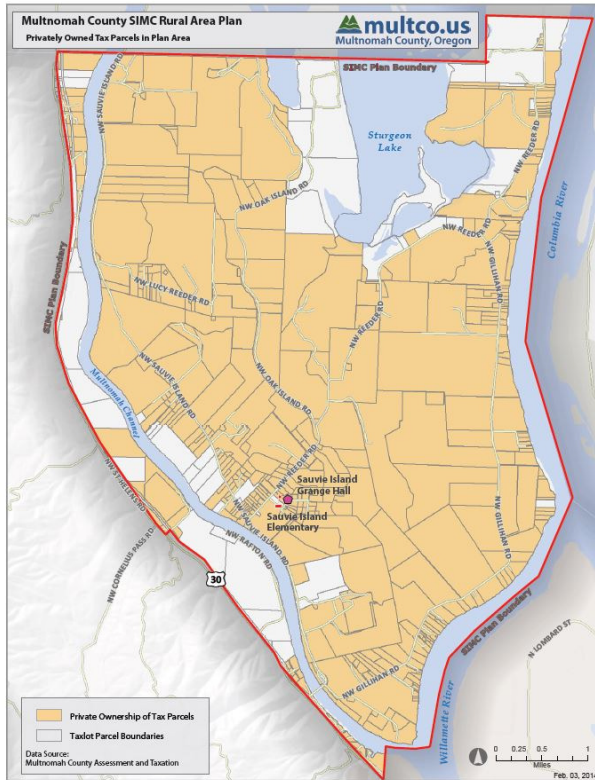 Multnomah County SIMC Rural Area Plan
Privately Owned Tax Parcels in Plan Area
multco.us
Multnomah County, Oregon
SIMC Plan Boundary
NW SAUVIE ISLAND RD
Sturgeon
Lake
NW REEDER RD
NW OAK ISLAND RD
Columbia River
NW REEDER RD
NW GILLIHAN RD
SIMC Plan Boundary
NW LUCY REEDER RD
NW REEDER RD
NW SAUVIE ISLAND RD
NW OAK ISLAND RD
Multnomah Channel
NW REEDER RD
Sauvie Island
Grange Hall
NW ST HELENS RD
NW SAUVIE ISLAND RD
Sauvie Island
Elementary
NW GILLIHAN RD
NW RAFTON RD
NW CORNELIUS PASS RD
30
SIMC Plan Boundary
N LOMBARD ST
NW GILLIHAN RD
Willamette River
Private Ownership of Tax Parcels
Taxlot Parcel Boundaries
Data Source:
Multnomah County Assessment and Taxation
0 0.25 0.5 1
Miles
Feb. 03, 2014